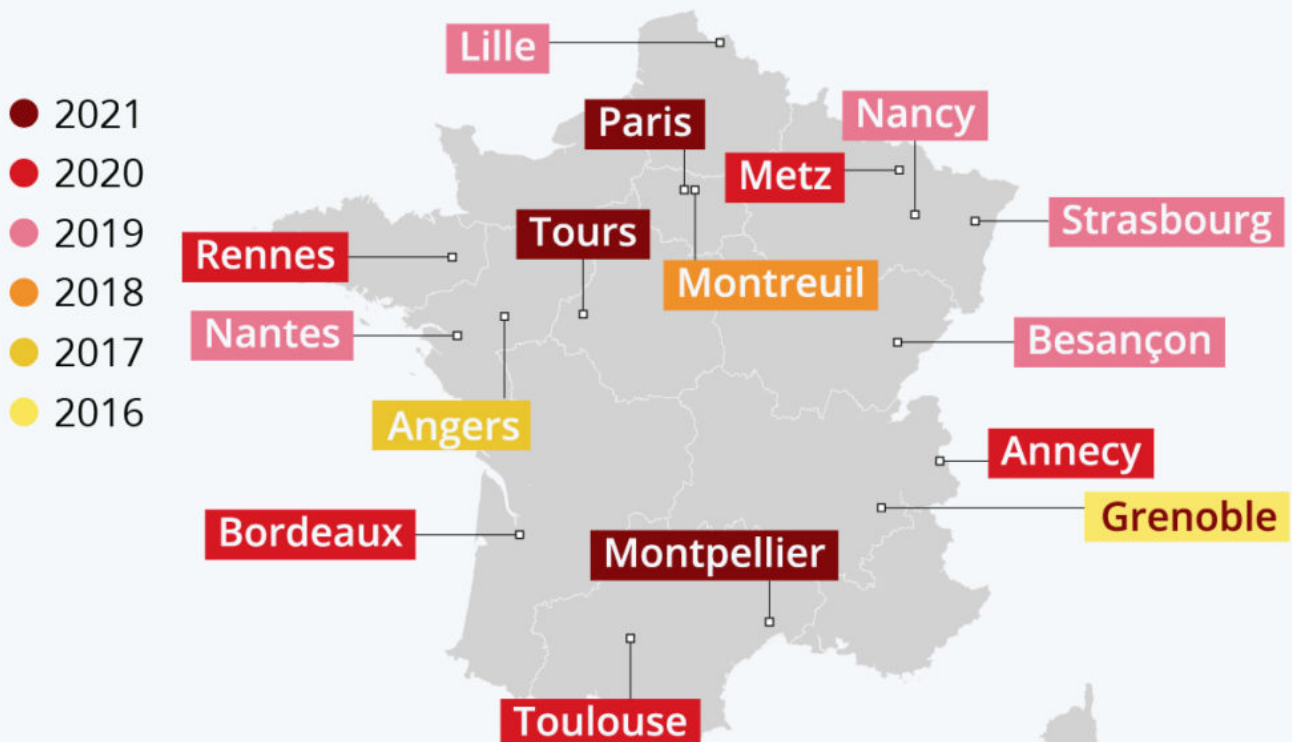 Lille
2021
2020
2019
2018
2017
2016
Paris
Nancy
Metz
Strasbourg
Tours
Rennes
Montreuil
Nantes
Besançon
Angers
Annecy
Grenoble
Bordeaux
Montpellier
Toulouse